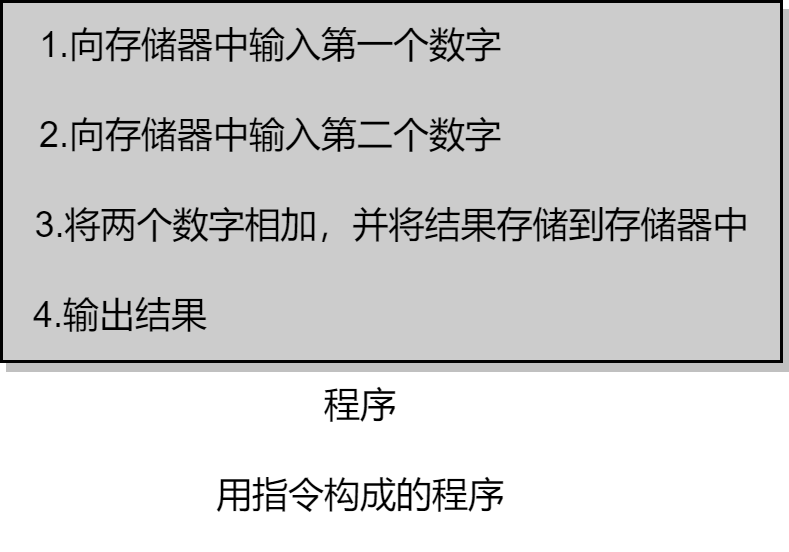 1.向存储器中输入第一个数字
2.向存储器中输入第二个数字
3.将两个数字相加，并将结果存储到存储器中
4.输出结果
程序
用指令构成的程序